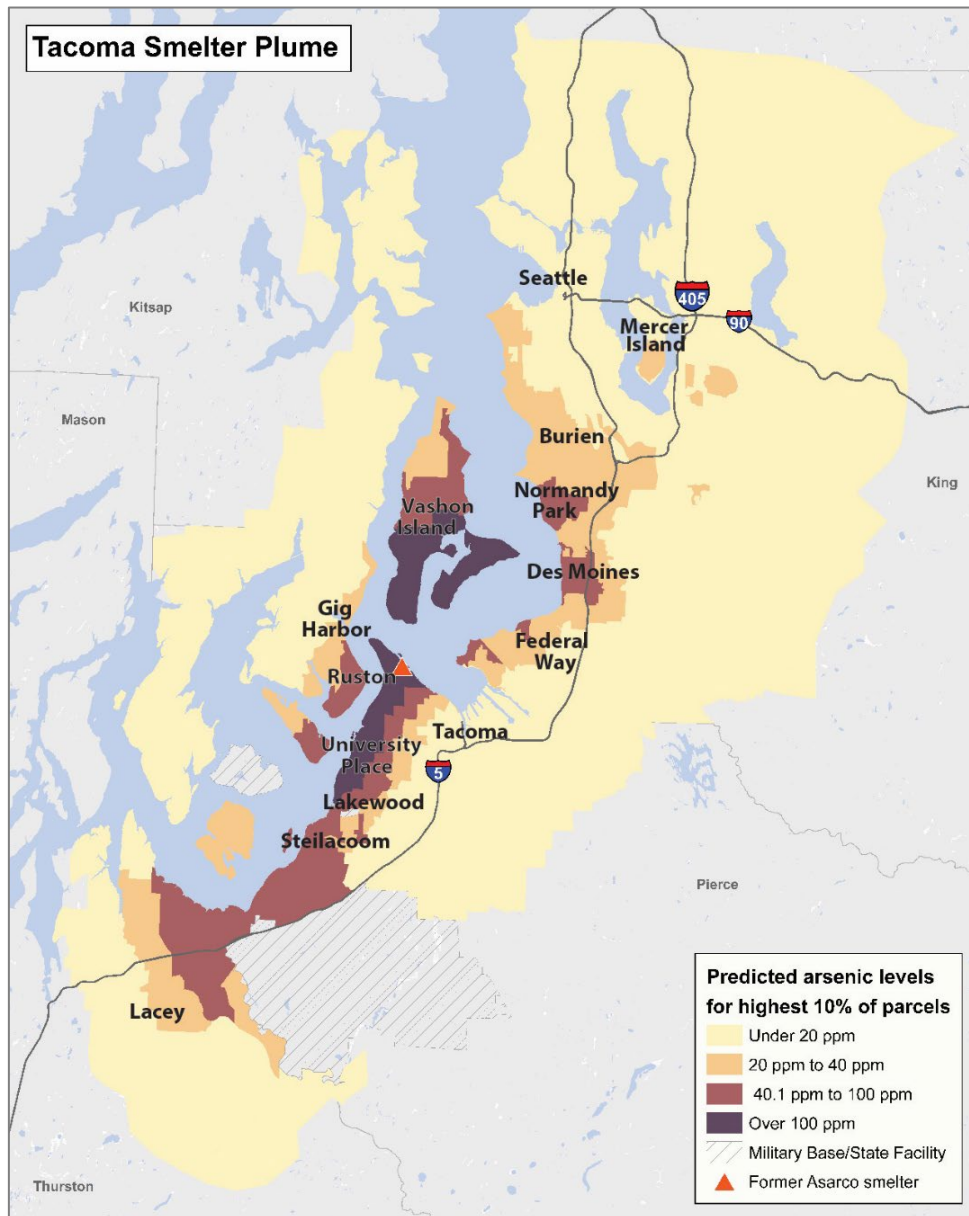 Tacoma Smelter Plume
Seattle
405
90
Mercer
Island
Kitsap
Mason
Burien
King
Normandy
Park
Vashon
Island
Des Moines
Gig
Harbor
Federal
Way
Ruston
Tacoma
University
Place
5
Lakewood
Steilacoom
Pierce
Lacey
Thurston
Predicted arsenic levels
for highest 10% of parcels
Under 20 ppm
20 ppm to 40 ppm
40.1 ppm to 100 ppm
Over 100 ppm
Military Base/State Facility
Former Asarco smelter